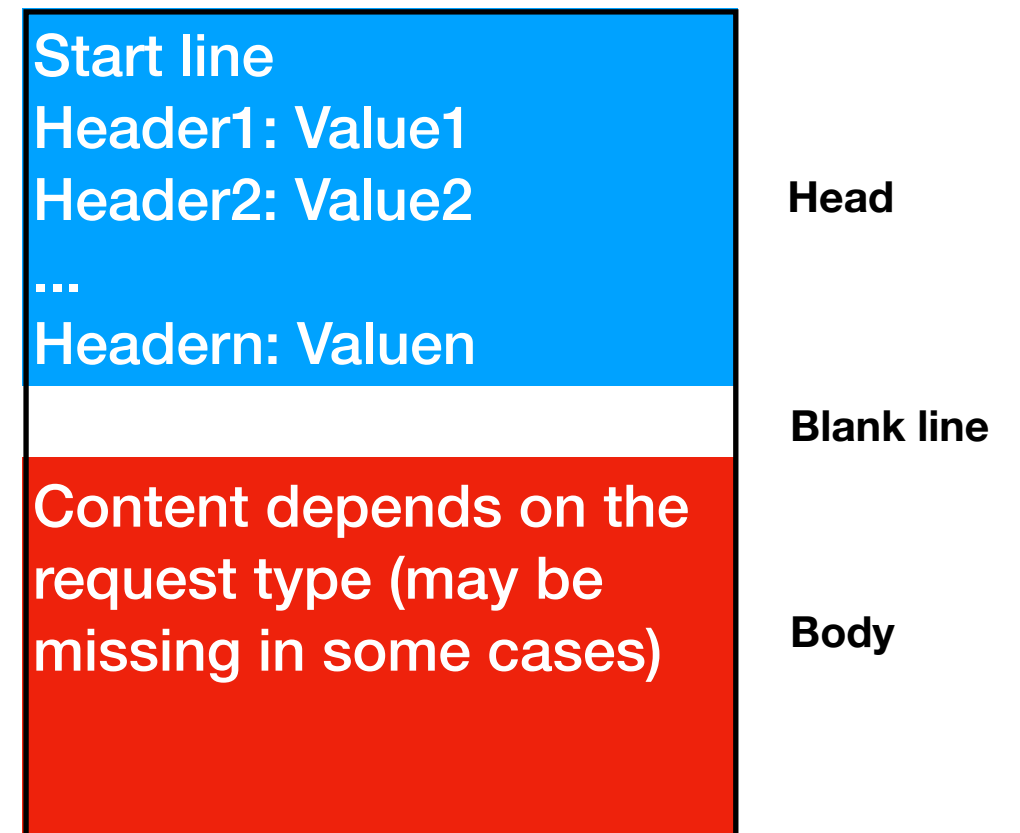 Start line
Header1: Value1
Header2: Value2
...
Headern: Valuen
Head
Blank line
Content depends on the
request type (may be
missing in some cases)
Body